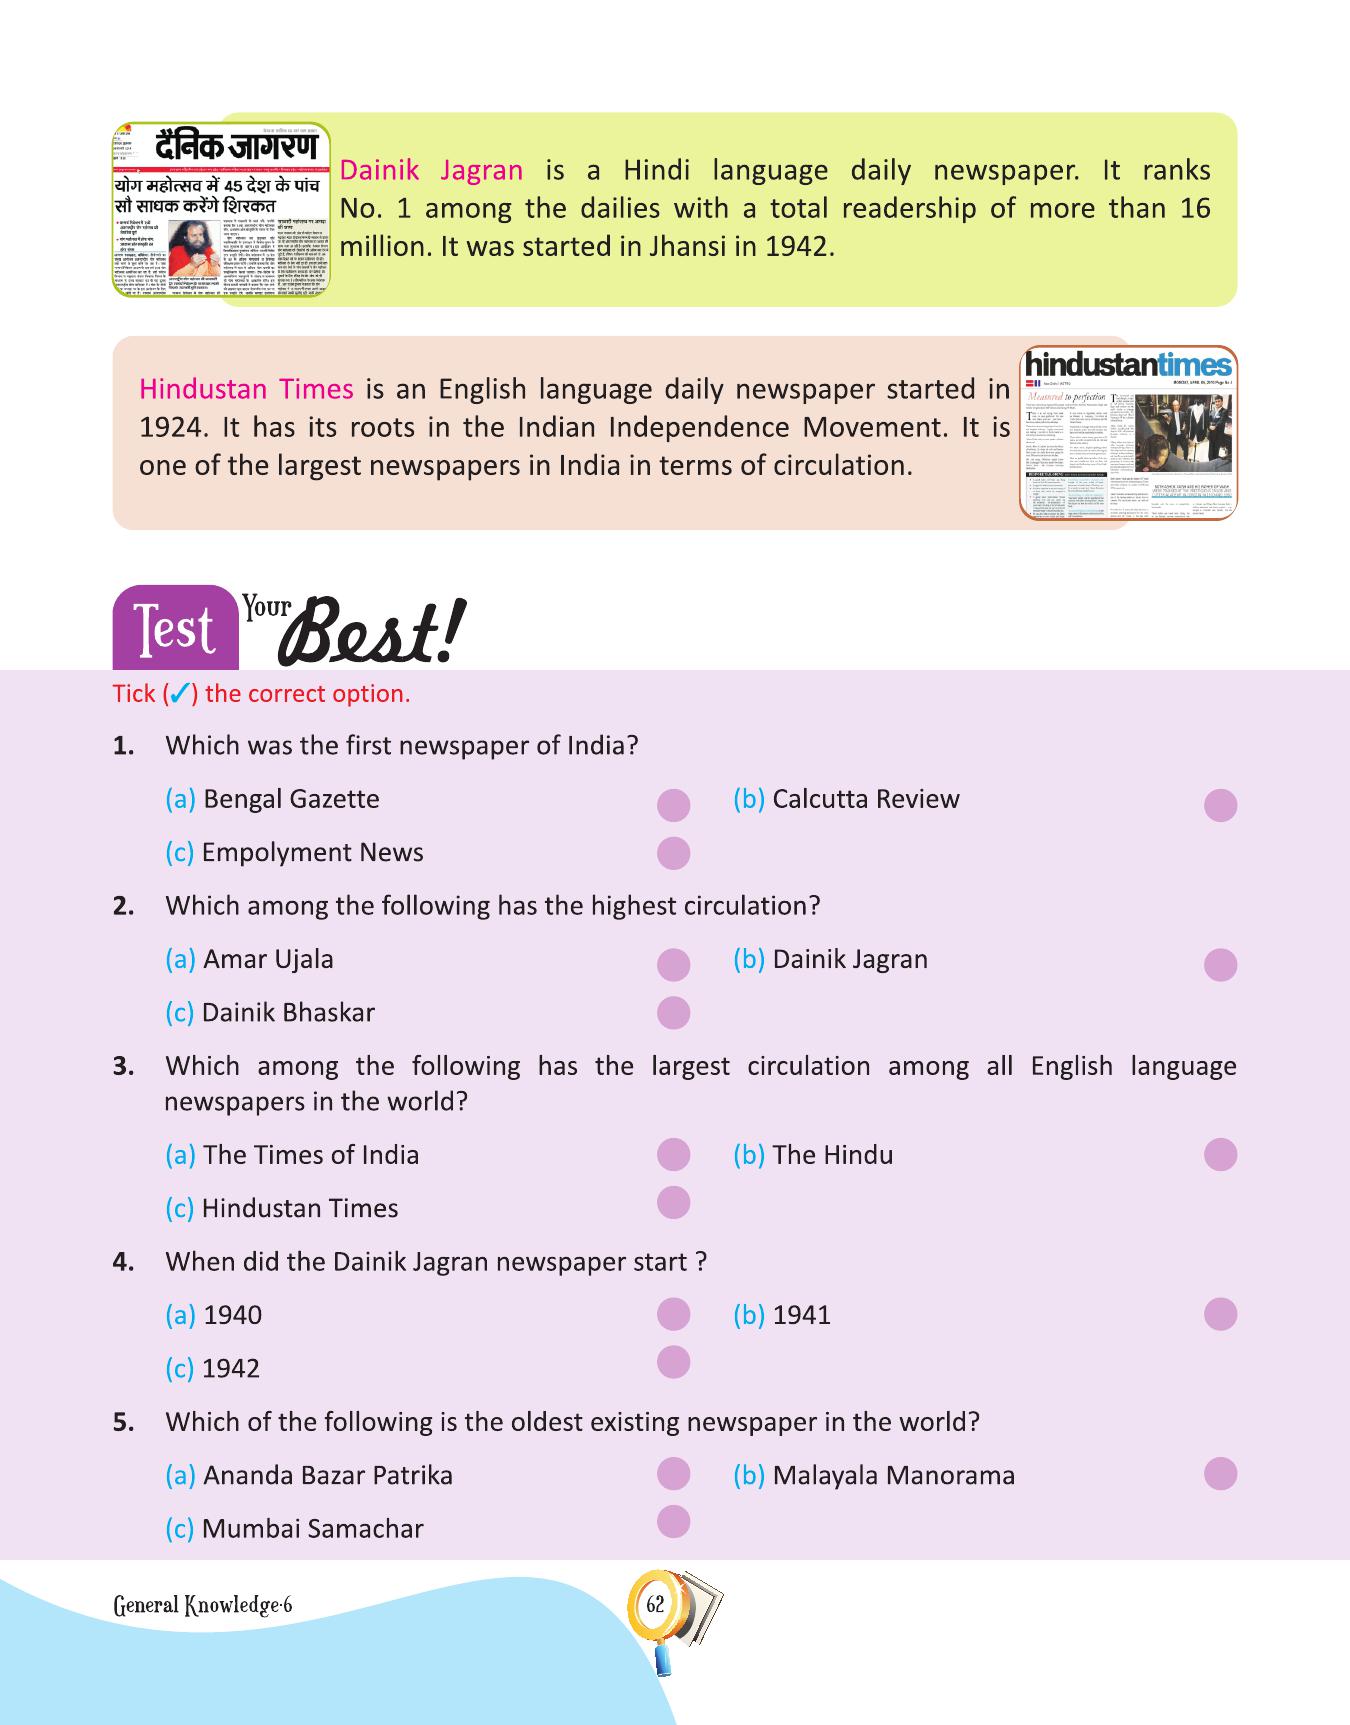 दैनिक जागरण
योग महोत्सव में 45 देश के पांच
सौ साधक करेंगे शिरकत
Dainik Jagran is a Hindi language daily newspaper. It ranks
No. 1 among the dailies with a total readership of more than 16
million. It was started in Jhansi in 1942.
hindustantimes
Measured to perfection
Hindustan Times is an English language daily newspaper started in
1924. It has its roots in the Indian Independence Movement. It is
one of the largest newspapers in India in terms of circulation.
Test Your Best!
Tick (✓) the correct option.
1. Which was the first newspaper of India?
(a) Bengal Gazette (b) Calcutta Review
(c) Empolyment News
2. Which among the following has the highest circulation?
(a) Amar Ujala (b) Dainik Jagran
(c) Dainik Bhaskar
3. Which among the following has the largest circulation among all English language
newspapers in the world?
(a) The Times of India (b) The Hindu
(c) Hindustan Times
4. When did the Dainik Jagran newspaper start ?
(a) 1940 (b) 1941
(c) 1942
5. Which of the following is the oldest existing newspaper in the world?
(a) Ananda Bazar Patrika (b) Malayala Manorama
(c) Mumbai Samachar
General Knowledge-6
62